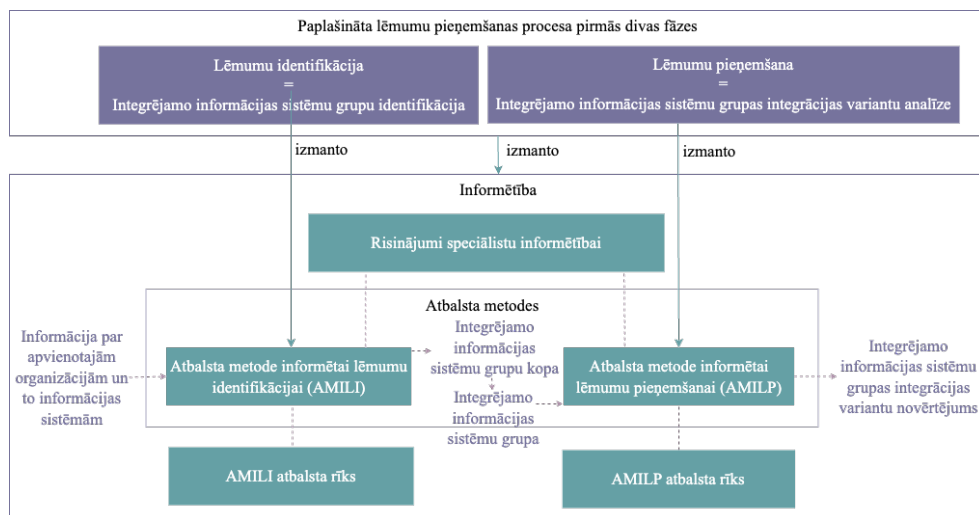 Paplašināta lēmumu pieņemšanas procesa pirmās divas fāzes
Lēmumu identifikācija
=
Integrējamo informācijas sistēmu grupu identifikācija
Lēmumu pieņemšana
=
Integrējamo informācijas sistēmu grupas integrācijas variantu analīze
izmanto
izmanto
izmanto
Informētība
Risinājumi speciālistu informētībai
Atbalsta metodes
Informācija par
apvienotajām
organizācijām un
to informācijas
sistēmām
Atbalsta metode informētai lēmumu
identifikācijai (AMILI)
Integrējamo
informācijas
sistēmu grupu kopa
Integrējamo
informācijas
sistēmu grupa
Atbalsta metode informētai
lēmumu pieņemšanai (AMILP)
Integrējamo
informācijas sistēmu
grupas integrācijas
variantu novērtējums
AMILI atbalsta rīks
AMILP atbalsta rīks